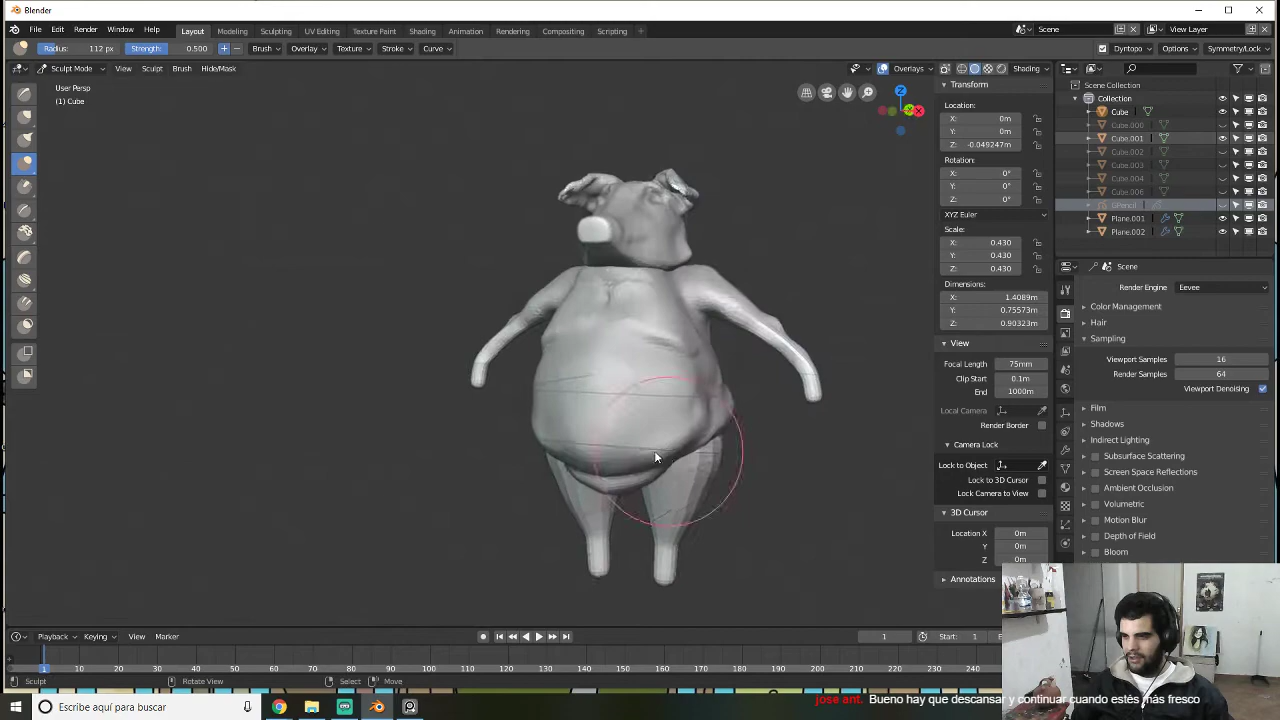 Blender
File Edit Render Window Help Layout Modeling Sculpting UV Editing Texture Paint Shading Animation Rendering Compositing Scripting + Scene View Layer
Radius: 112 px Strength: 0.500 Brush Overlay Texture Stroke Curve Dyntopo Options Symmetry/Lock
Sculpt Mode View Sculpt Brush Hide/Mask Overlays Shading
User Persp
(1) Cube
Z
Transform
Location:
X: 0m
Y: 0m
Z: -0.049247m
Rotation:
X: 0°
Y: 0°
Z: 0°
XYZ Euler
Scale:
X: 0.430
Y: 0.430
Z: 0.430
Dimensions:
X: 1.4089m
Y: 0.75573m
Z: 0.90323m
View
Focal Length 75mm
Clip Start 0.1m
End 1000m
Local Camera
Render Border
Camera Lock
Lock to Object
Lock to 3D Cursor
Lock Camera to View
3D Cursor
Location X 0m
Y 0m
Z 0m
Annotations
Scene Collection
Collection
Cube
Cube.000
Cube.001
Cube.002
Cube.003
Cube.004
Cube.006
GPencil
Plane.001
Plane.002
Scene
Render Engine Eevee
Color Management
Hair
Sampling
Viewport Samples 16
Render Samples 64
Viewport Denoising
Film
Shadows
Indirect Lighting
Subsurface Scattering
Screen Space Reflections
Ambient Occlusion
Volumetric
Motion Blur
Depth of Field
Bloom
Playback Keying View Marker 1 Start: 1
1 10 20 30 40 50 60 70 80 90 100 110 120 130 140 150 160 170 180 190 200 210 220 230 240
Sculpt Rotate View Select Move
Escribe aquí para buscar
jose ant. Bueno hay que descansar y continuar cuando estés más fresco